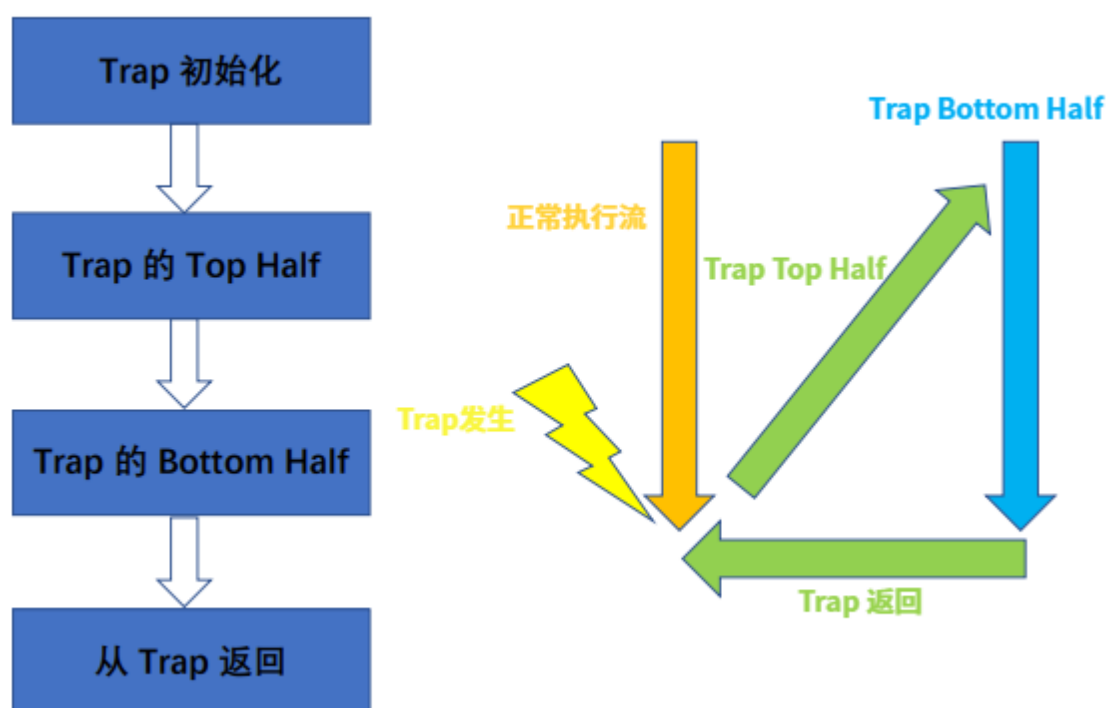 Trap 初始化
Trap 的 Top Half
Trap 的 Bottom Half
从 Trap 返回
Trap Bottom Half
正常执行流
Trap Top Half
Trap发生
Trap 返回